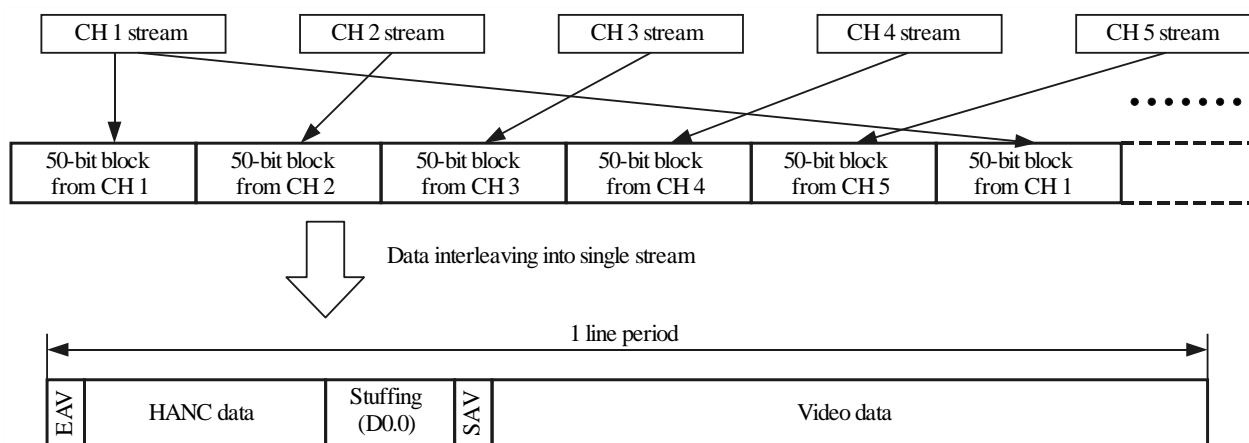 CH 1 stream
CH 2 stream
CH 3 stream
CH 4 stream
CH 5 stream
50-bit block
from CH 1
50-bit block
from CH 2
50-bit block
from CH 3
50-bit block
from CH 4
50-bit block
from CH 5
50-bit block
from CH 1
Data interleaving into single stream
1 line period
EAV
HANC data
Stuffing
(D0.0)
SAV
Video data